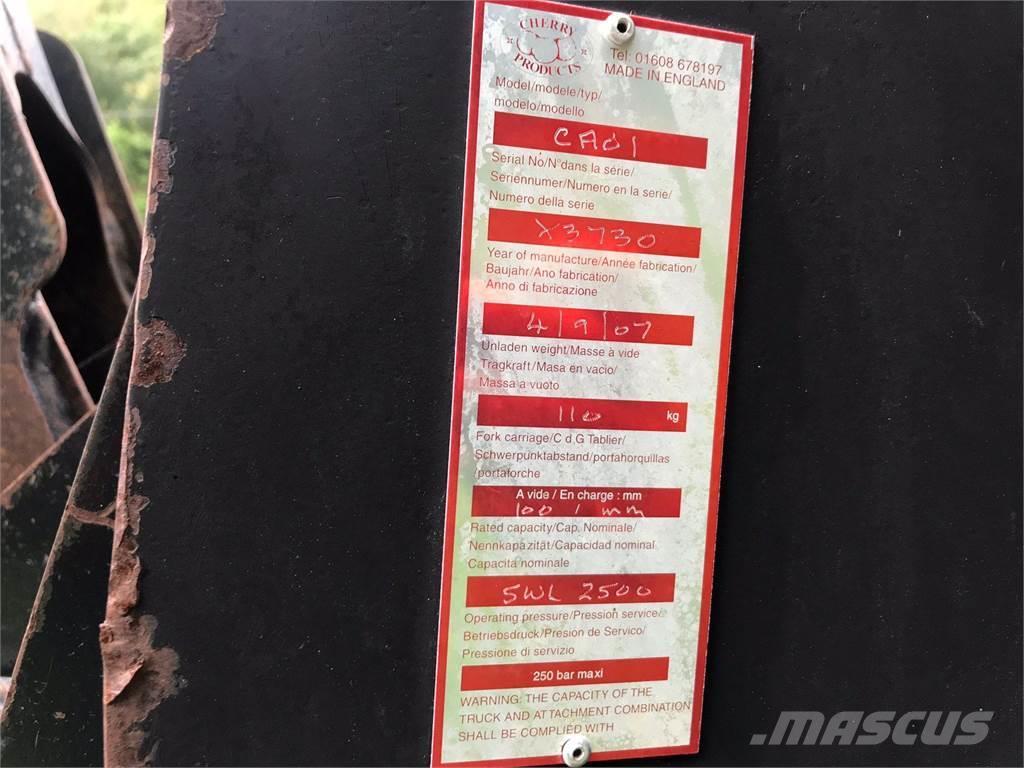 CHERRY
PRODUCTS
Tel: 01608 678197
MADE IN ENGLAND
Model/modele/typ/
modelo/modello
CA01
Serial No/N'dans la série/
Seriennumer/Numero en la serie/
Numero della serie
X3730
Year of manufacture/Année fabrication/
Baujahr/Ano fabrication/
Anno di fabricazione
4/9/07
Unladen weight/Masse à vide
Tragkraft/Masa en vacio/
Massa a vuoto
110 kg
Fork carriage/C d G Tablier/
Schwerpunktabstand/portahorquillas
/portaforche
A vide / En charge : mm
100 / mm
Rated capacity/Cap. Nominale/
Nennkapazität/Capacidad nominal
Capacita nominale
SWL 2500
Operating pressure/Pression service/
Betriebsdruck/Presion de Servico/
Pressione di servizio
250 bar maxi
WARNING: THE CAPACITY OF THE
TRUCK AND ATTACHMENT COMBINATION
SHALL BE COMPLIED WITH
MASCUS